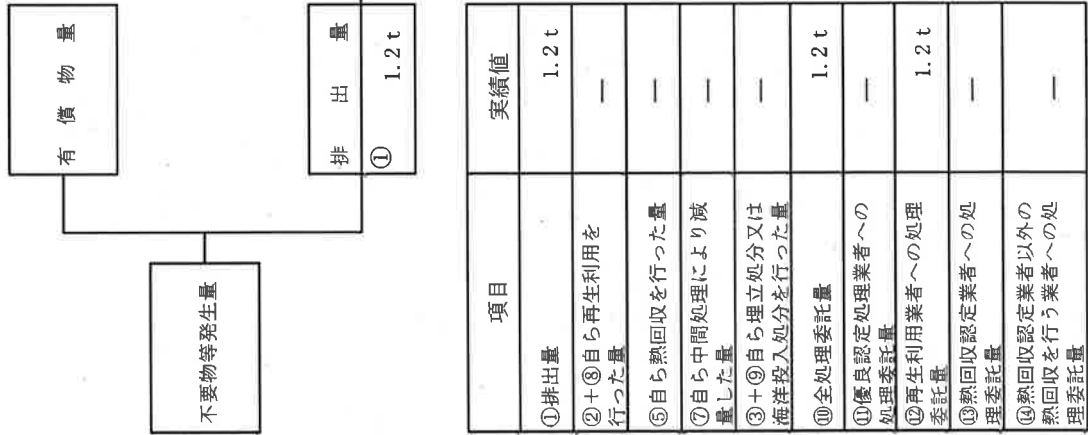 有償物量
不要物等発生量
排出量
① 1.2t
項目 実績値
①排出量 1.2t
②+⑧自ら再生利用を
行った量 —
⑤自ら熱回収を行った量 —
⑦自ら中間処理により減
量した量 —
③+⑨自ら埋立処分又は
海洋投入処分を行った量 —
⑩全処理委託量 1.2t
⑪優良認定処理業者への
処理委託量 —
⑫再生利用業者への処理
委託量 1.2t
⑬熱回収認定業者への処
理委託量 —
⑭熱回収認定業者以外の
熱回収を行う業者への処
理委託量 —